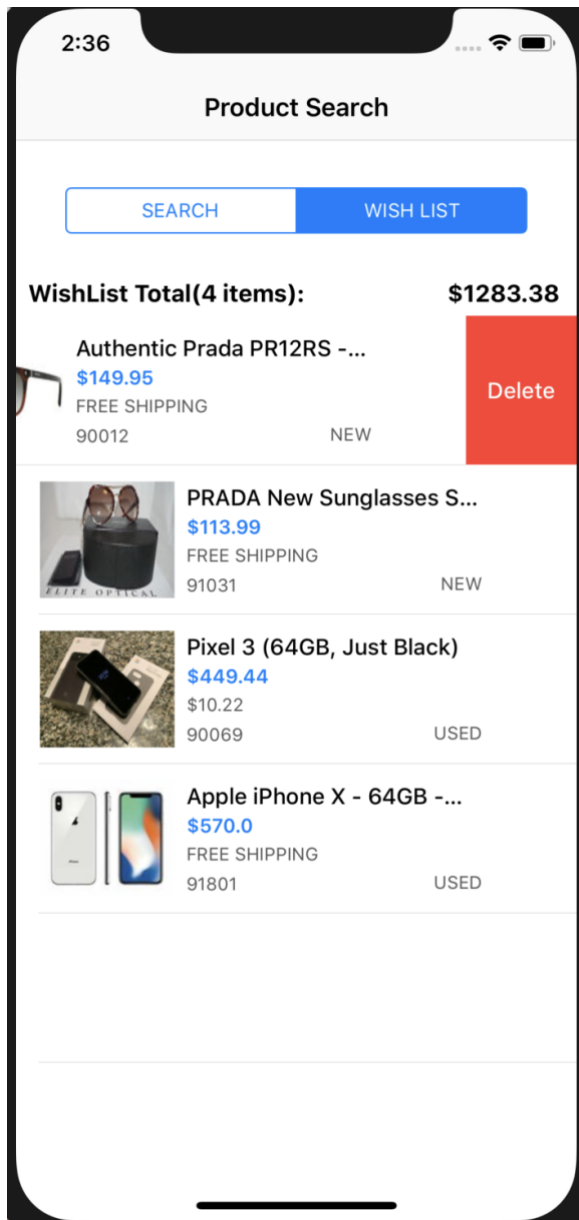 2:36
Product Search
SEARCH WISH LIST
WishList Total(4 items): $1283.38
Authentic Prada PR12RS -...
$149.95
FREE SHIPPING
90012 NEW
Delete
PRADA New Sunglasses S...
$113.99
FREE SHIPPING
91031 NEW
ELITE OPTICAL
Pixel 3 (64GB, Just Black)
$449.44
$10.22
90069 USED
Apple iPhone X - 64GB -...
$570.0
FREE SHIPPING
91801 USED